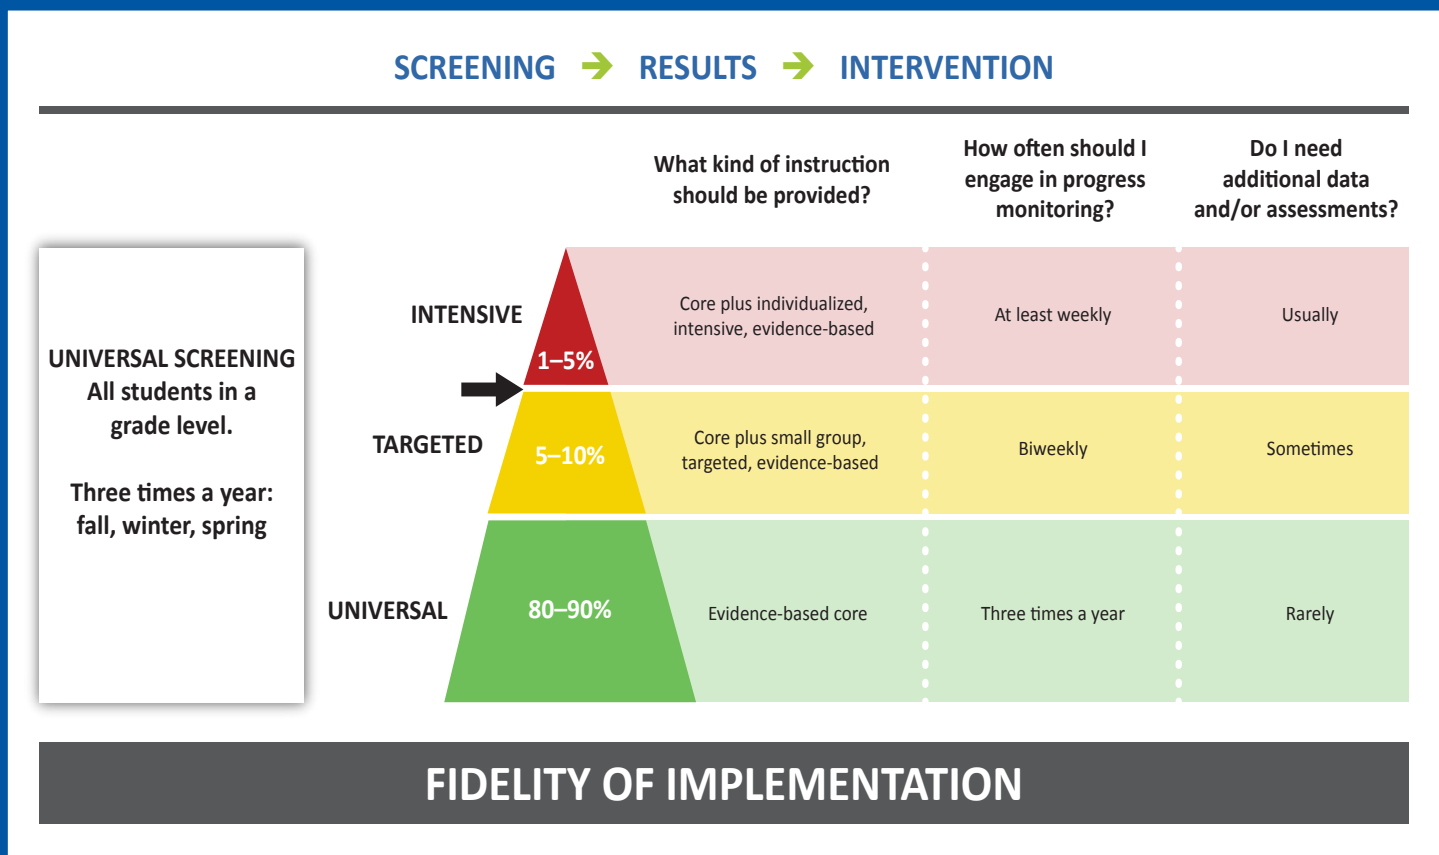 SCREENING → RESULTS → INTERVENTION
What kind of instruction
should be provided?
How often should I
engage in progress
monitoring?
Do I need
additional data
and/or assessments?
UNIVERSAL SCREENING
All students in a
grade level.
Three times a year:
fall, winter, spring
INTENSIVE
1–5%
Core plus individualized,
intensive, evidence-based
At least weekly
Usually
TARGETED
5–10%
Core plus small group,
targeted, evidence-based
Biweekly
Sometimes
UNIVERSAL
80–90%
Evidence-based core
Three times a year
Rarely
FIDELITY OF IMPLEMENTATION